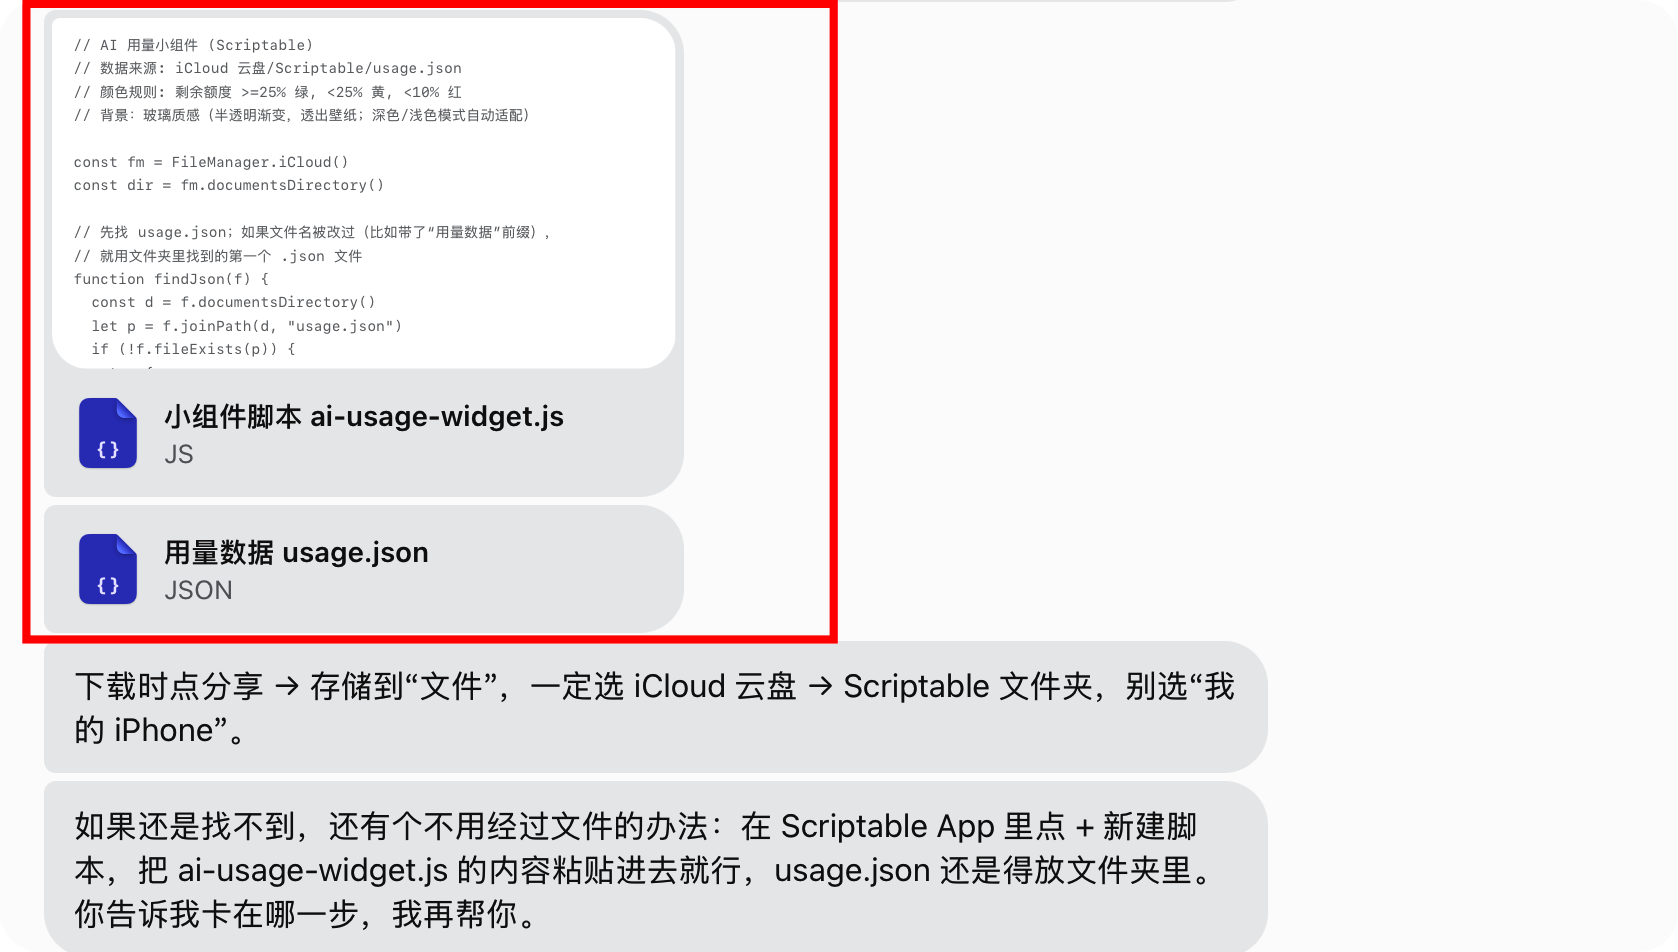 // AI 用量小组件 (Scriptable)
// 数据来源: iCloud 云盘/Scriptable/usage.json
// 颜色规则: 剩余额度 >=25% 绿, <25% 黄, <10% 红
// 背景: 玻璃质感（半透明渐变，透出壁纸；深色/浅色模式自动适配）
const fm = FileManager.iCloud()
const dir = fm.documentsDirectory()
// 先找 usage.json；如果文件名被改过（比如带了“用量数据”前缀），
// 就用文件夹里找到的第一个 .json 文件
function findJson(f) {
  const d = f.documentsDirectory()
  let p = f.joinPath(d, "usage.json")
  if (!f.fileExists(p)) {
{}
小组件脚本 ai-usage-widget.js
JS
{}
用量数据 usage.json
JSON
下载时点分享 → 存储到“文件”，一定选 iCloud 云盘 → Scriptable 文件夹，别选“我
的 iPhone”。
如果还是找不到，还有个不用经过文件的办法：在 Scriptable App 里点 + 新建脚
本，把 ai-usage-widget.js 的内容粘贴进去就行，usage.json 还是得放文件夹里。
你告诉我卡在哪一步，我再帮你。